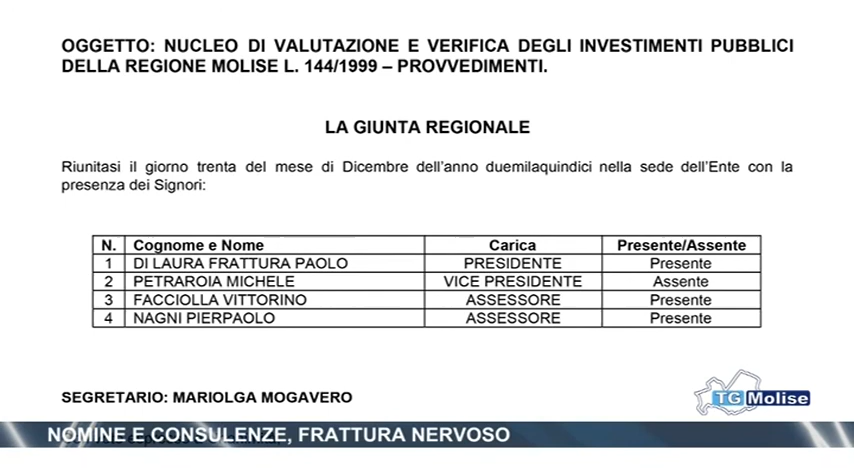 OGGETTO: NUCLEO DI VALUTAZIONE E VERIFICA DEGLI INVESTIMENTI PUBBLICI
DELLA REGIONE MOLISE L. 144/1999 – PROVVEDIMENTI.
LA GIUNTA REGIONALE
Riunitasi il giorno trenta del mese di Dicembre dell'anno duemilaquindici nella sede dell'Ente con la
presenza dei Signori:
N. Cognome e Nome Carica Presente/Assente
1 DI LAURA FRATTURA PAOLO PRESIDENTE Presente
2 PETRAROIA MICHELE VICE PRESIDENTE Assente
3 FACCIOLLA VITTORINO ASSESSORE Presente
4 NAGNI PIERPAOLO ASSESSORE Presente
SEGRETARIO: MARIOLGA MOGAVERO
TG Molise
NOMINE E CONSULENZE, FRATTURA NERVOSO